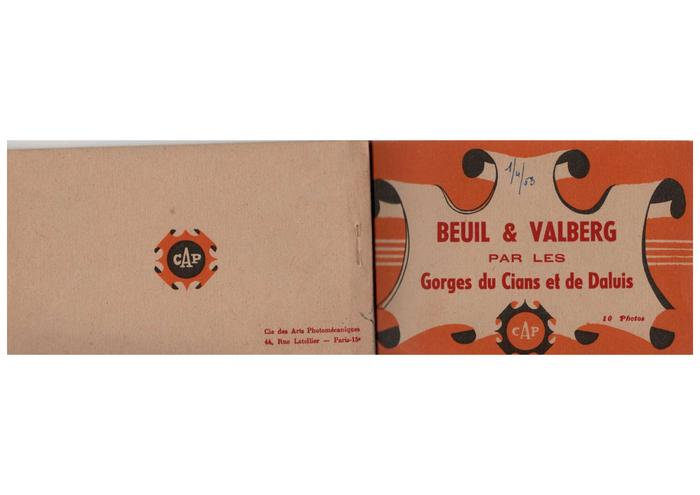 CAP
Cie des Arts Photomécaniques
44, Rue Letellier — Paris-15e
1/4/53
BEUIL & VALBERG
PAR LES
Gorges du Cians et de Daluis
10 Photos
CAP